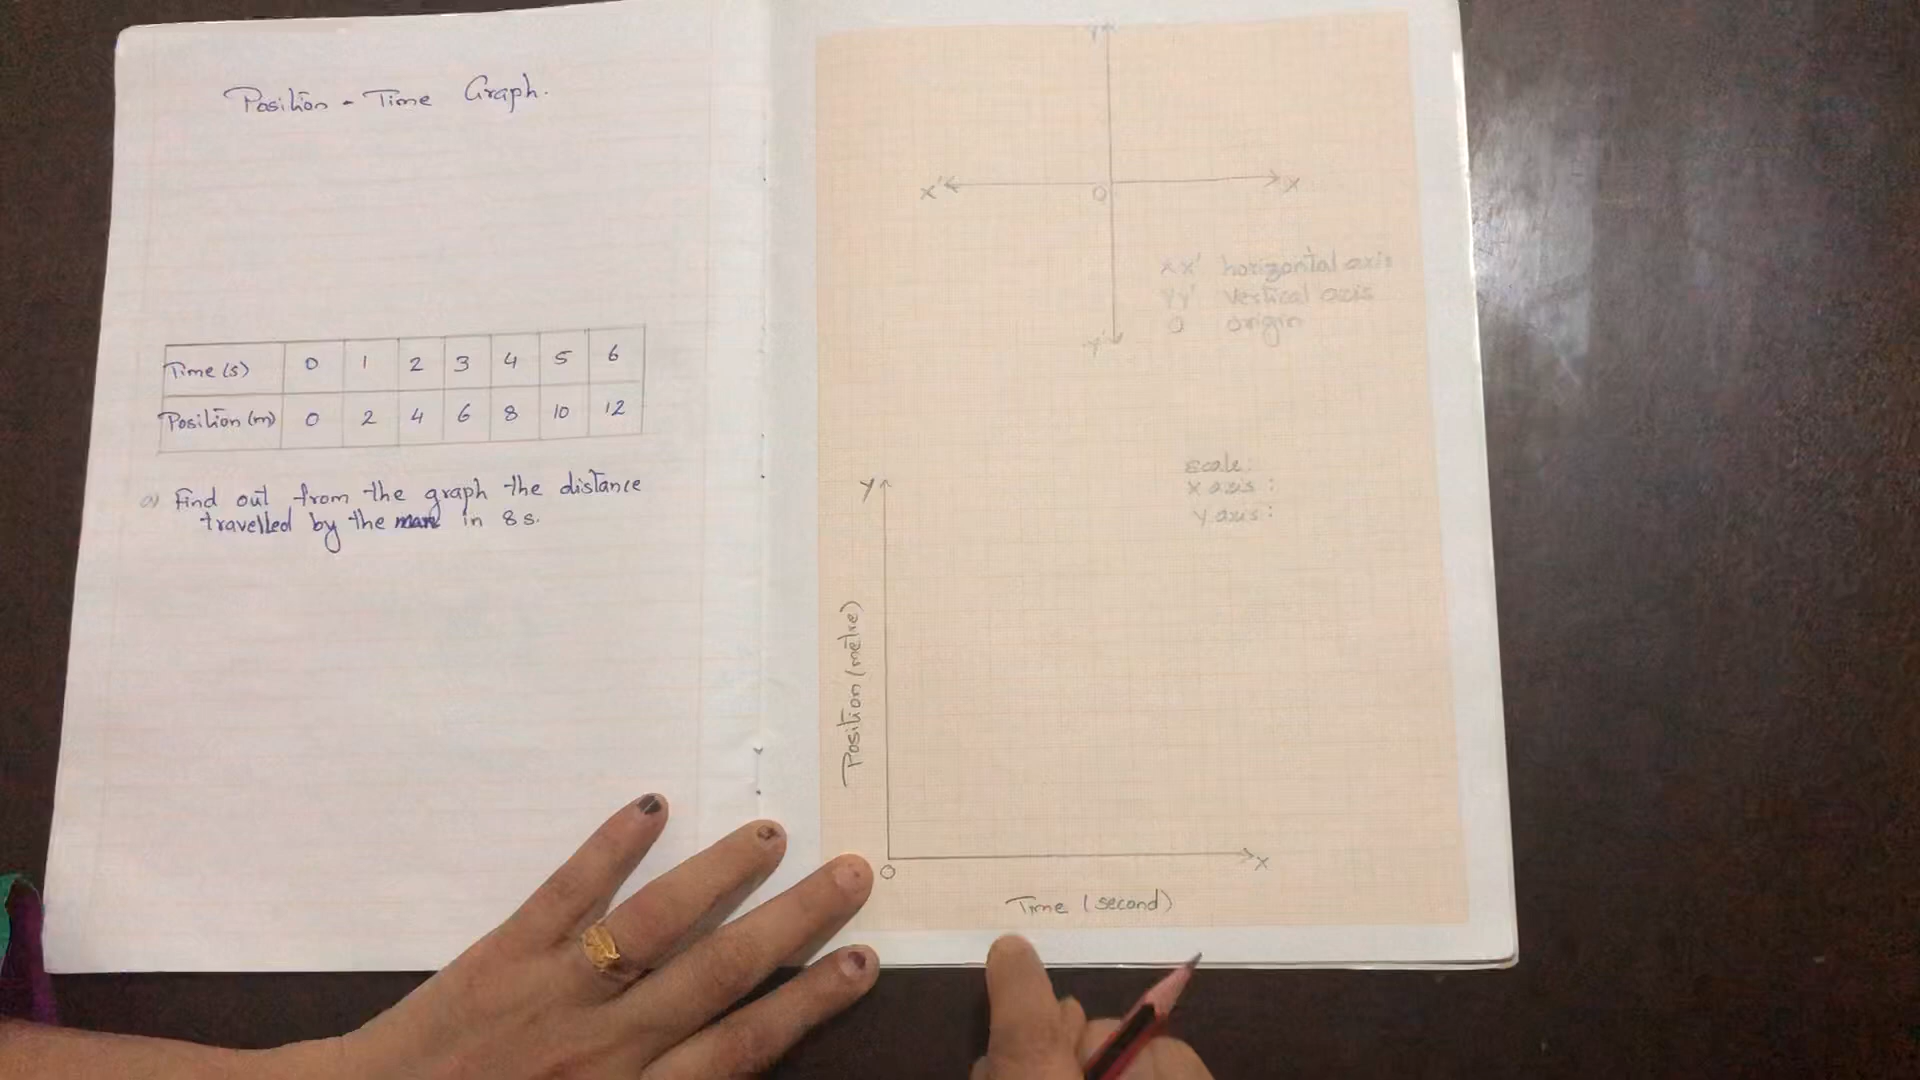 Position - Time Graph.
Time (s) 0 1 2 3 4 5 6
Position (m) 0 2 4 6 8 10 12
a) Find out from the graph the distance
travelled by the man in 8 s.
Y
X' O X
Y'
XX' horizontal axis
YY' vertical axis
O origin
scale:
x axis :
y axis :
Y
Position (metre)
O X
Time (second)